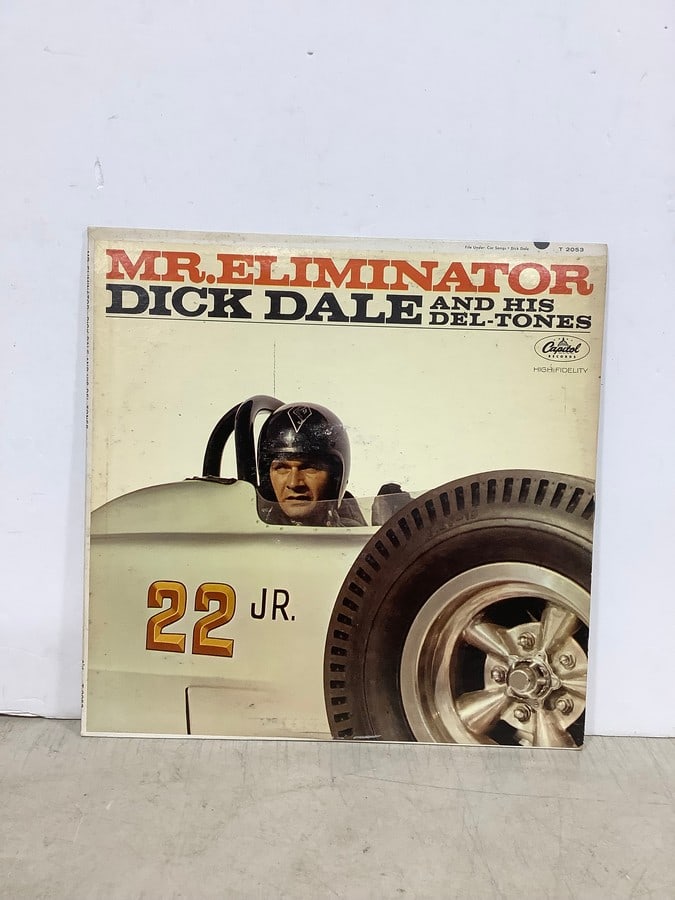 File Under: Car Songs • Dick Dale
T 2053
MR. ELIMINATOR
DICK DALE AND HIS
DEL-TONES
Capitol
RECORDS
HIGH FIDELITY
22 JR.